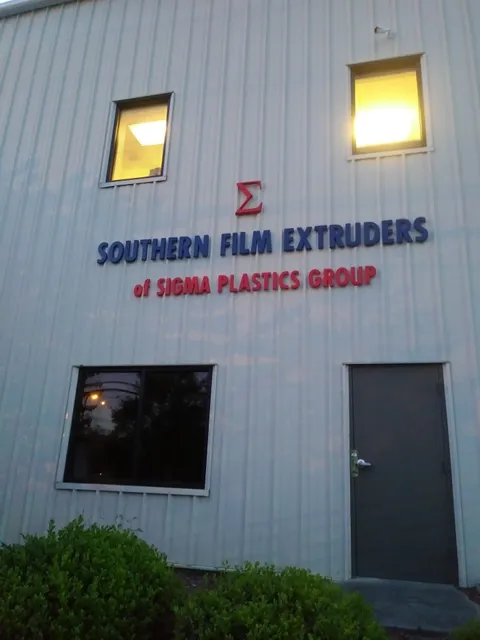 Σ
SOUTHERN FILM EXTRUDERS
of SIGMA PLASTICS GROUP